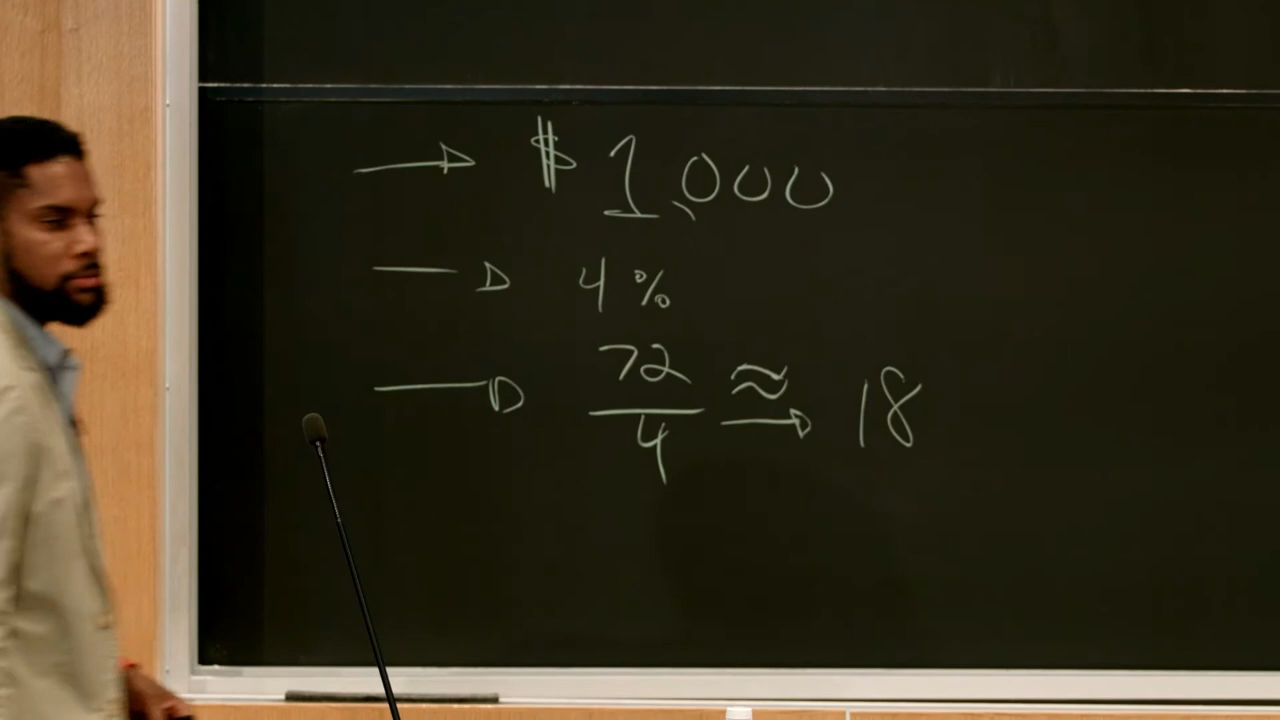 → $1,000
→ 4%
→ 72/4 ≈ → 18